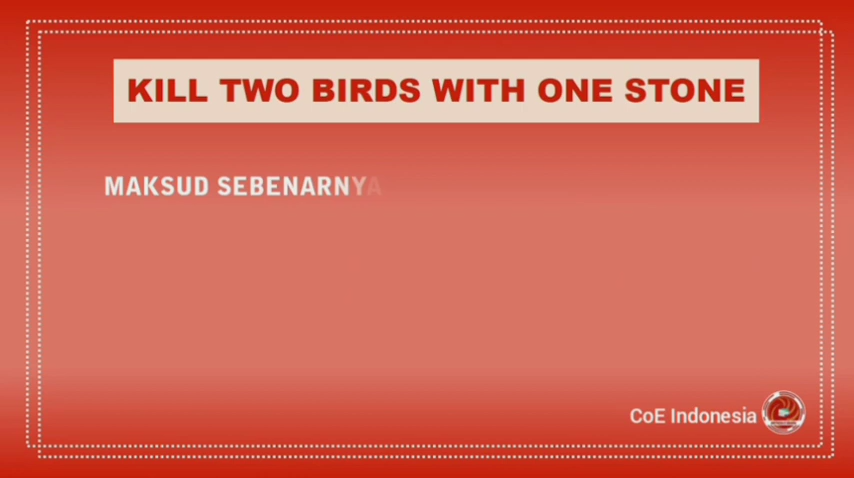 KILL TWO BIRDS WITH ONE STONE
MAKSUD SEBENARNYA
CoE Indonesia